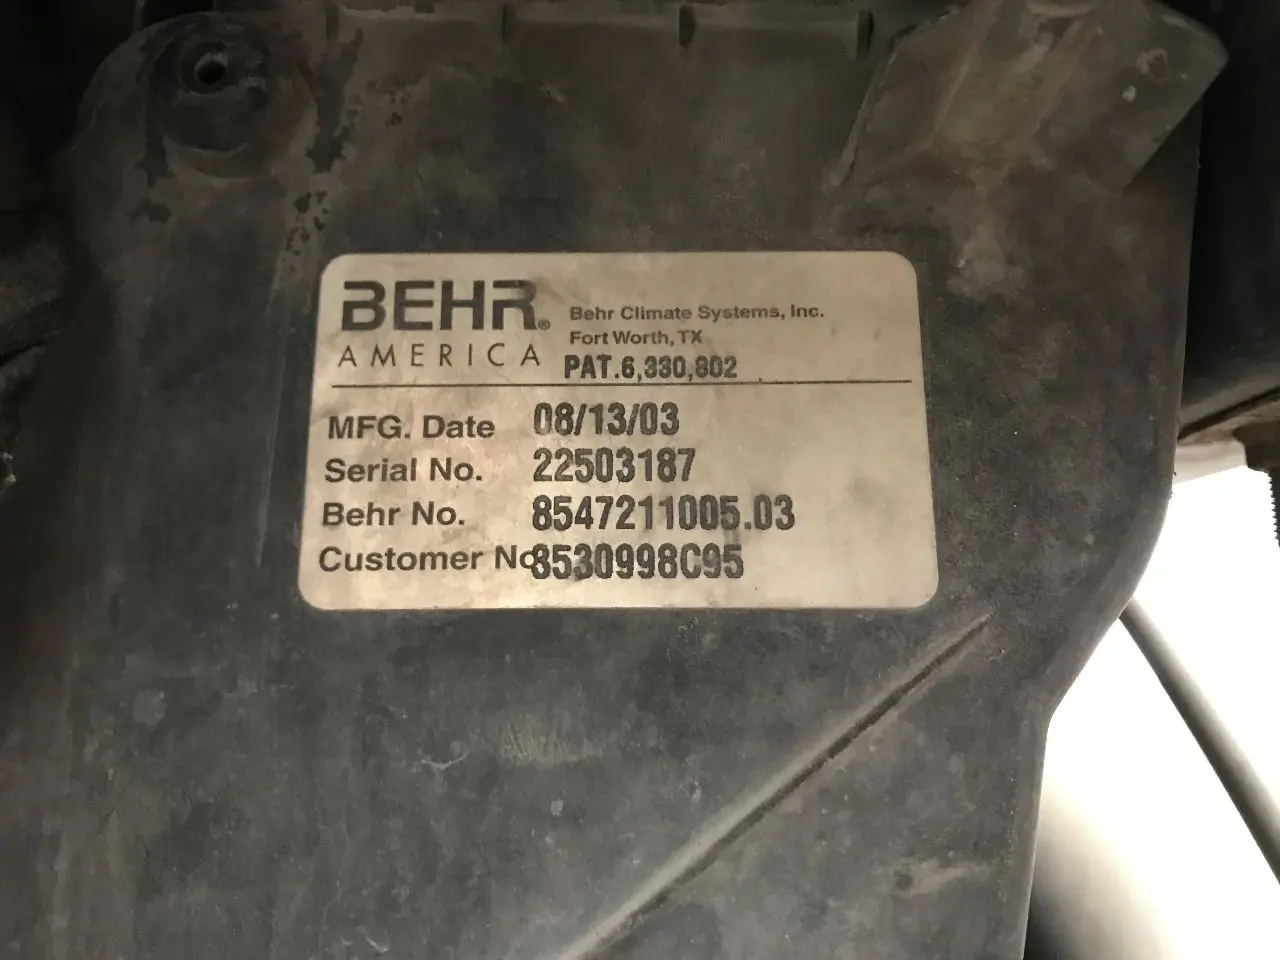 BEHR®
AMERICA
Behr Climate Systems, Inc.
Fort Worth, TX
PAT.6,330,802
MFG. Date 08/13/03
Serial No. 22503187
Behr No. 8547211005.03
Customer No 3530998C95